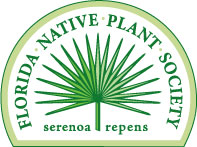 FLORIDA · NATIVE · PLANT · SOCIETY
serenoa repens